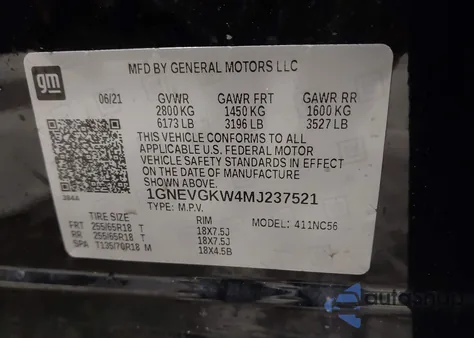 gm
MFD BY GENERAL MOTORS LLC
06/21 GVWR GAWR FRT GAWR RR
2800 KG 1450 KG 1600 KG
6173 LB 3196 LB 3527 LB
THIS VEHICLE CONFORMS TO ALL
APPLICABLE U.S. FEDERAL MOTOR
VEHICLE SAFETY STANDARDS IN EFFECT
ON THE DATE OF MANUFACTURE
SHOWN ABOVE
1GNEVGKW4MJ237521
TYPE: M.P.V. MODEL: 411NC56
TIRE SIZE RIM
FRT 255/65R18 T 18X7.5J
RR 255/65R18 T 18X7.5J
SPA T135/70R18 M 18X4.5B